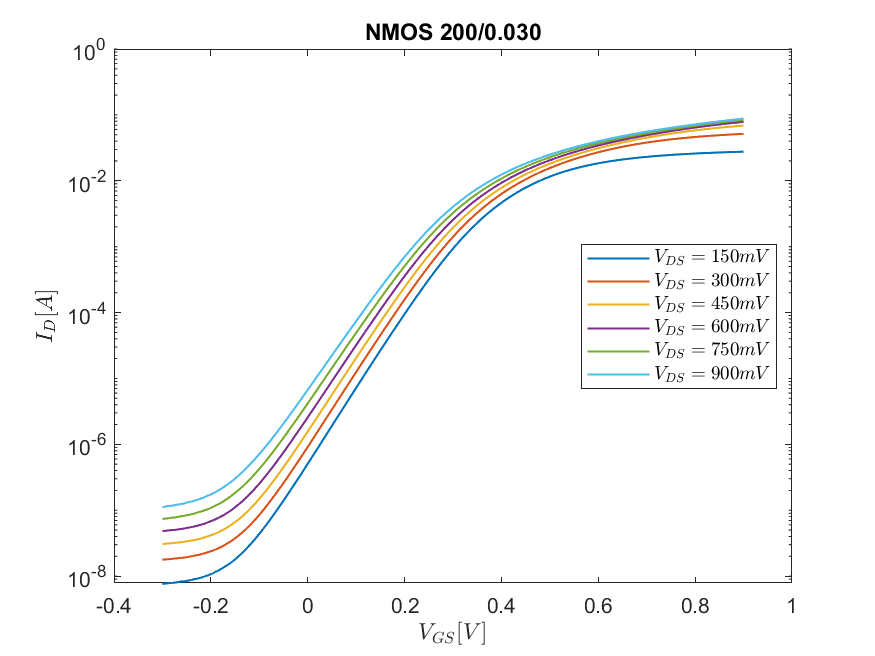 NMOS 200/0.030
10^0
10^-2
10^-4
10^-6
10^-8
I_D[A]
V_DS = 150mV
V_DS = 300mV
V_DS = 450mV
V_DS = 600mV
V_DS = 750mV
V_DS = 900mV
-0.4 -0.2 0 0.2 0.4 0.6 0.8 1
V_GS[V]